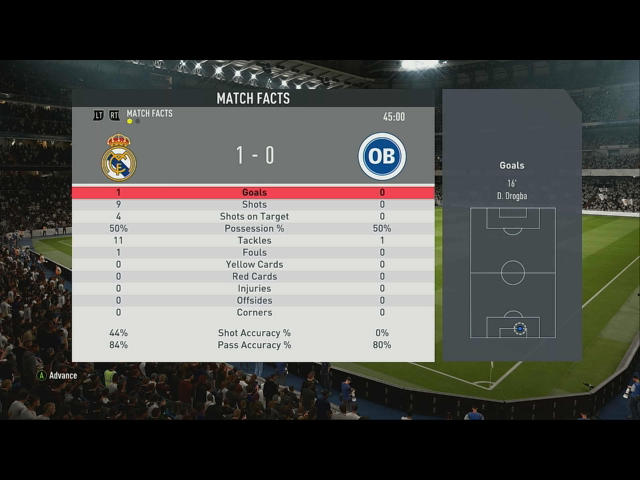 MATCH FACTS
LT RT MATCH FACTS
45:00
1 - 0
OB
1 Goals 0
9 Shots 0
4 Shots on Target 0
50% Possession % 50%
11 Tackles 1
1 Fouls 0
0 Yellow Cards 0
0 Red Cards 0
0 Injuries 0
0 Offsides 0
0 Corners 0
44% Shot Accuracy % 0%
84% Pass Accuracy % 80%
Goals
16'
D. Drogba
A Advance